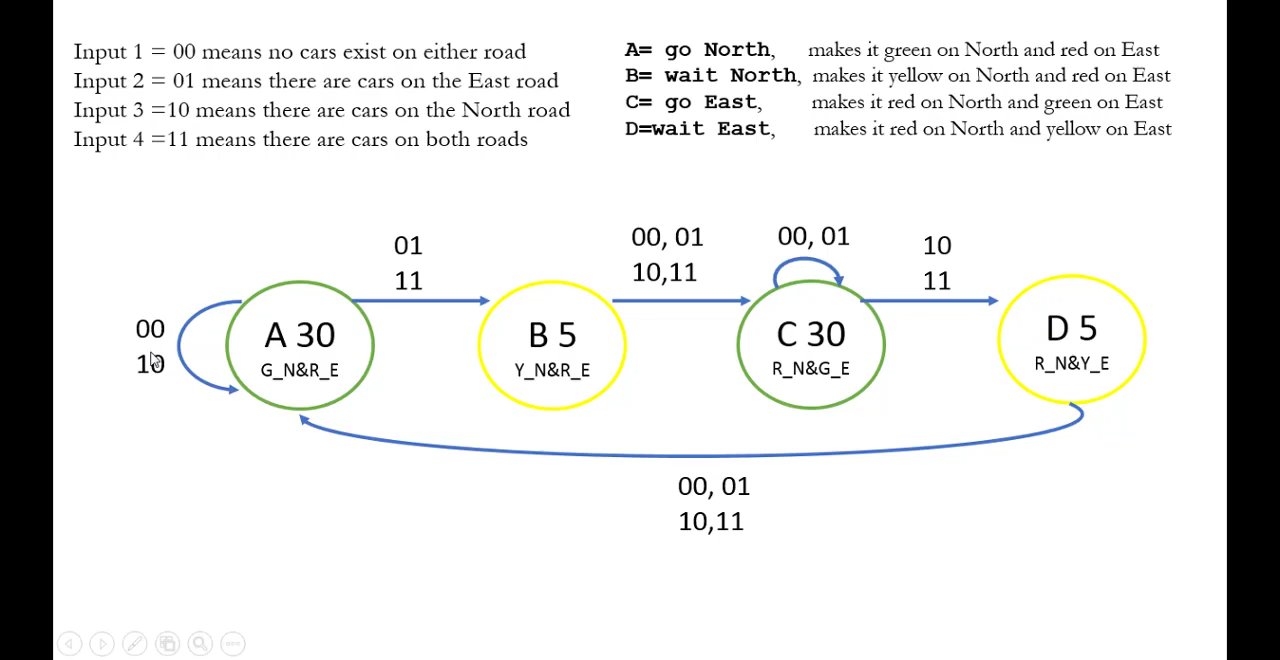 Input 1 = 00 means no cars exist on either road
Input 2 = 01 means there are cars on the East road
Input 3 =10 means there are cars on the North road
Input 4 =11 means there are cars on both roads
A= go North, makes it green on North and red on East
B= wait North, makes it yellow on North and red on East
C= go East, makes it red on North and green on East
D=wait East, makes it red on North and yellow on East
00
10
A 30
G_N&R_E
01
11
B 5
Y_N&R_E
00, 01
10,11
C 30
R_N&G_E
00, 01
10
11
D 5
R_N&Y_E
00, 01
10,11